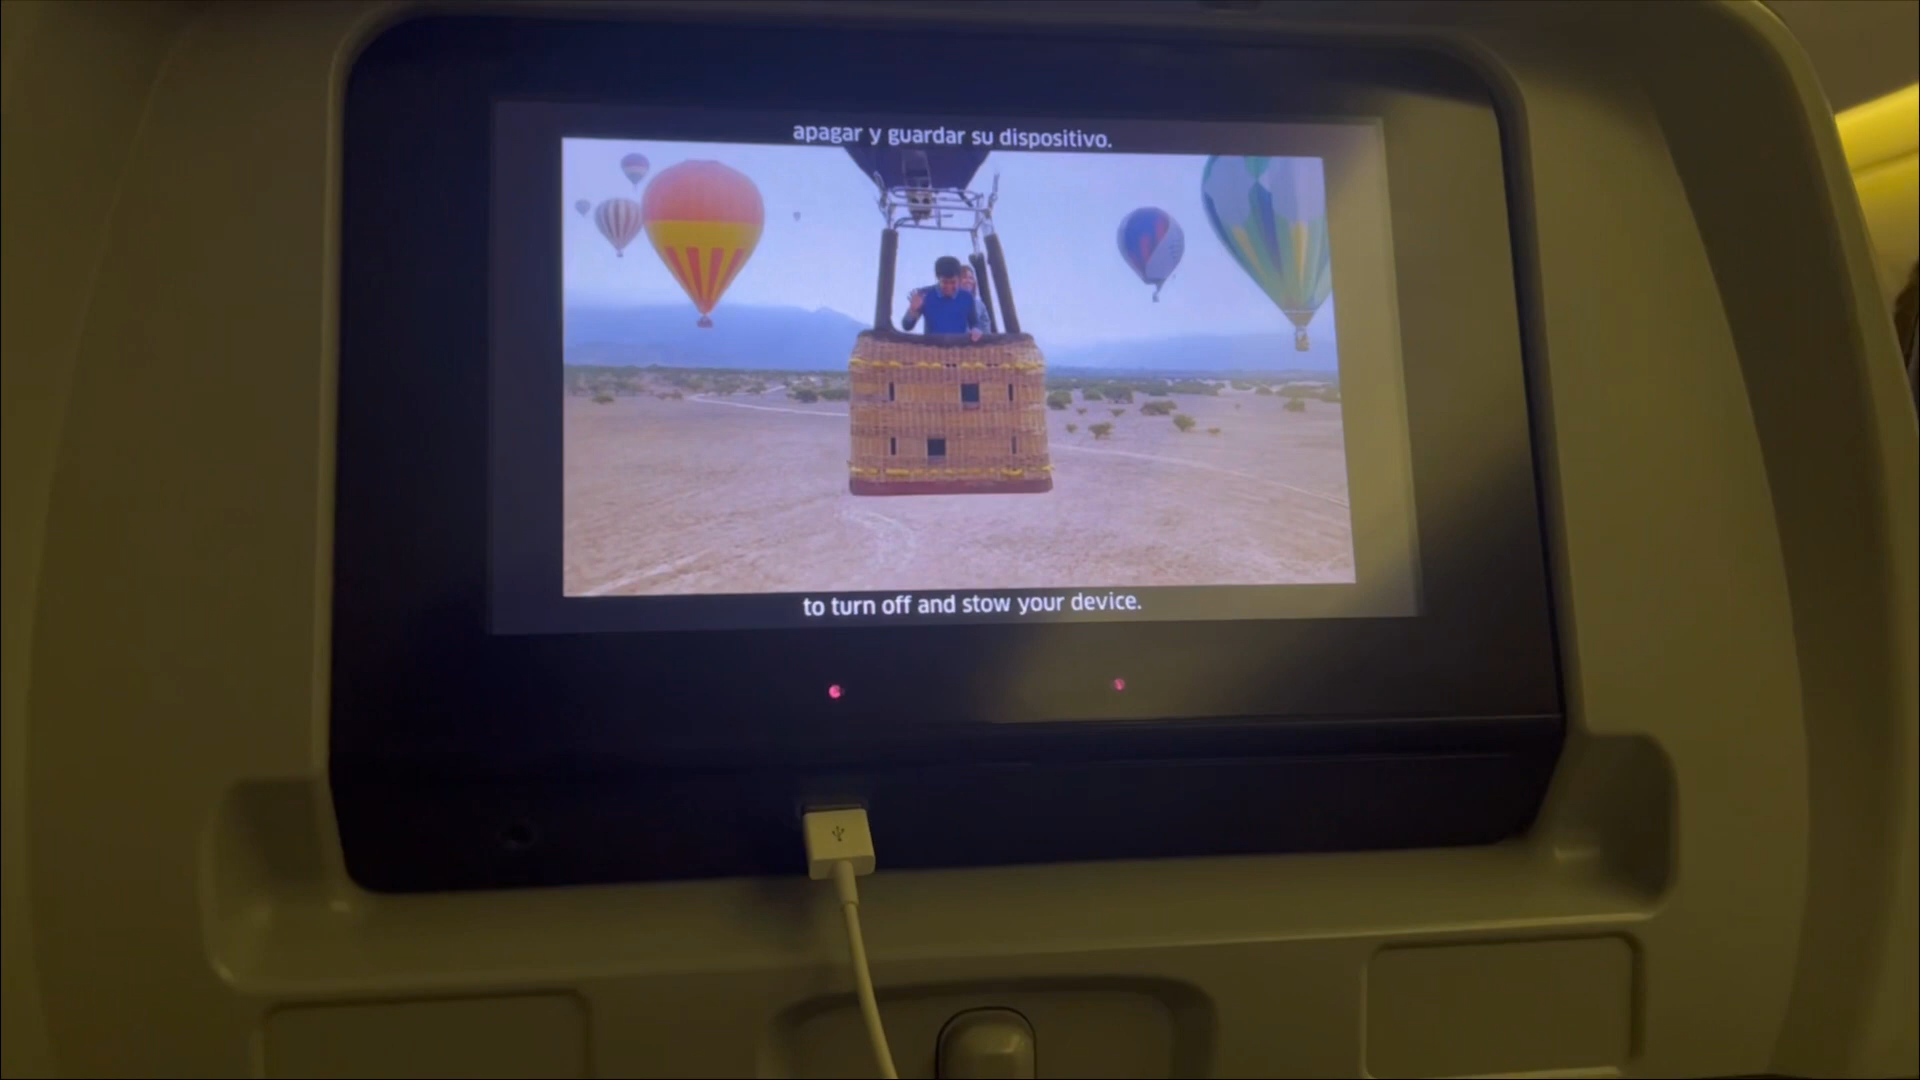 apagar y guardar su dispositivo.
to turn off and stow your device.